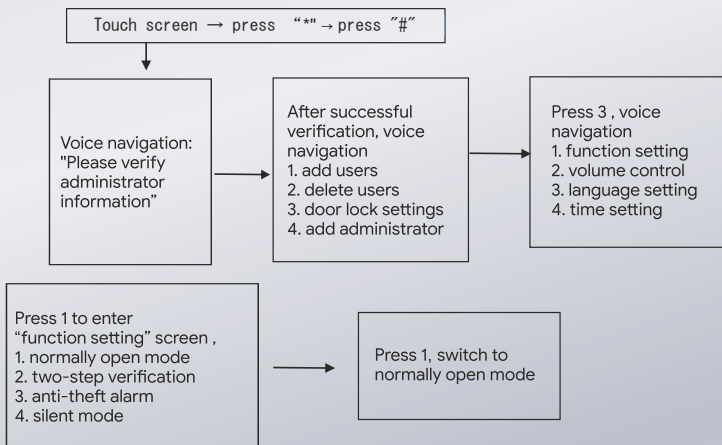 Touch screen → press “*"→press ″#″
Voice navigation:
"Please verify
administrator
information”
After successful
verification, voice
navigation
1. add users
2. delete users
3. door lock settings
4. add administrator
Press 3 , voice
navigation
1. function setting
2. volume control
3. language setting
4. time setting
Press 1 to enter
“function setting” screen ,
1. normally open mode
2. two-step verification
3. anti-theft alarm
4. silent mode
Press 1, switch to
normally open mode